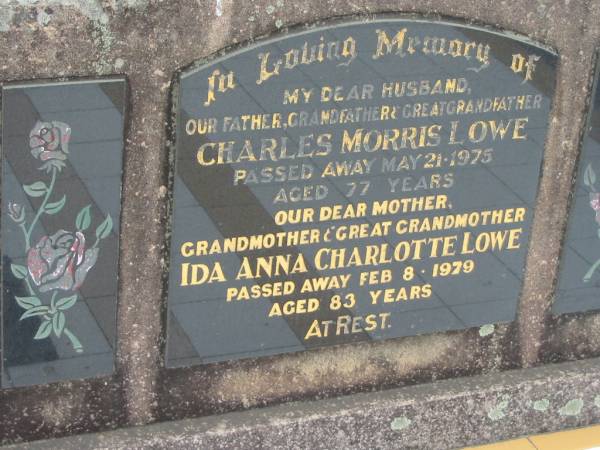 In Loving Memory of
MY DEAR HUSBAND,
OUR FATHER, GRANDFATHER & GREAT GRANDFATHER
CHARLES MORRIS LOWE
PASSED AWAY MAY 21·1975
AGED 77 YEARS
OUR DEAR MOTHER,
GRANDMOTHER & GREAT GRANDMOTHER
IDA ANNA CHARLOTTE LOWE
PASSED AWAY FEB 8·1979
AGED 83 YEARS
AT REST.